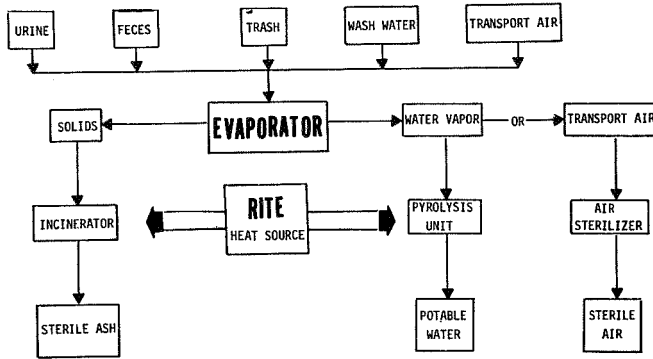 URINE
FECES
TRASH
WASH WATER
TRANSPORT AIR
SOLIDS
EVAPORATOR
WATER VAPOR
OR
TRANSPORT AIR
INCINERATOR
RITE
HEAT SOURCE
PYROLYSIS
UNIT
AIR
STERILIZER
STERILE ASH
POTABLE
WATER
STERILE
AIR